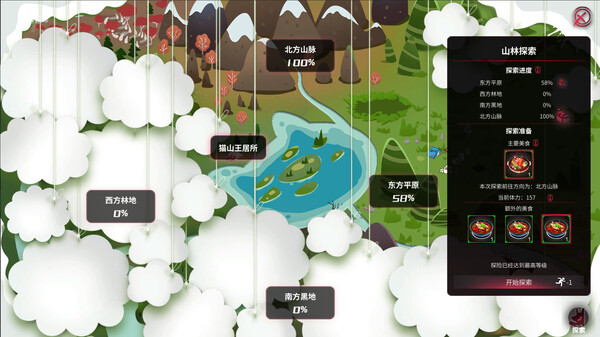 北方山脉
100%
猫山王居所
西方林地
0%
东方平原
58%
南方黑地
0%
山林探索
探索进度
东方平原 58%
西方林地 0%
南方黑地 0%
北方山脉 100%
探索准备
主要美食
1
本次探索前往方向为：北方山脉
当前体力：157
额外的美食
1 1 1
探险已经达到最高等级
开始探索 -1
探索